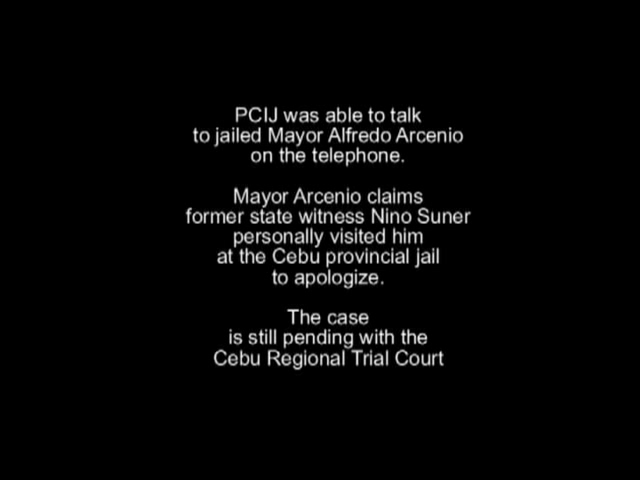 PCIJ was able to talk
to jailed Mayor Alfredo Arcenio
on the telephone.
Mayor Arcenio claims
former state witness Nino Suner
personally visited him
at the Cebu provincial jail
to apologize.
The case
is still pending with the
Cebu Regional Trial Court